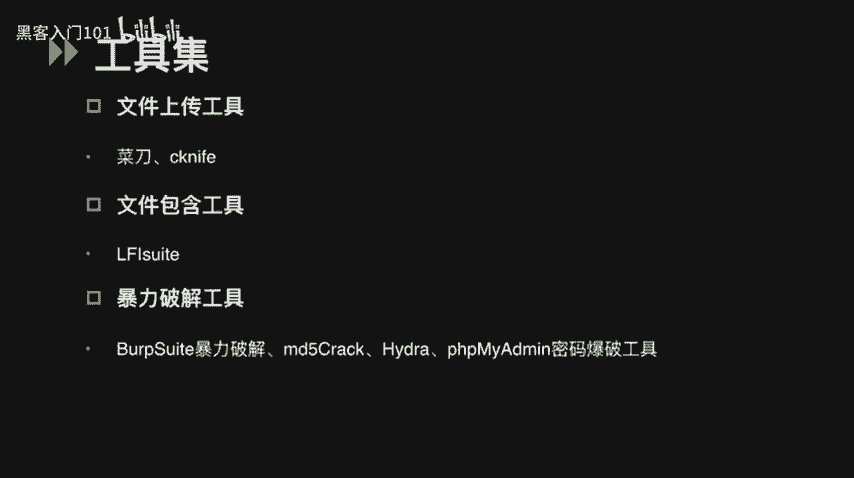 黑客入门101 bilibili
工具集
文件上传工具
菜刀、cknife
文件包含工具
LFIsuite
暴力破解工具
BurpSuite暴力破解、md5Crack、Hydra、phpMyAdmin密码爆破工具